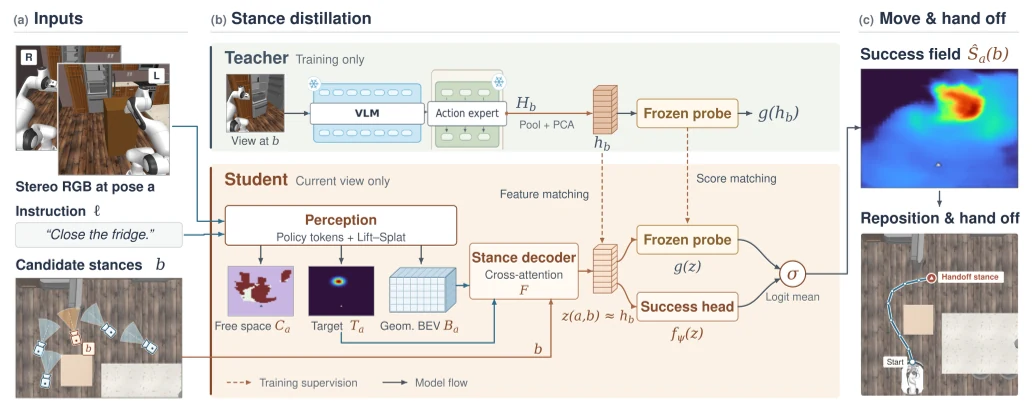 (a) Inputs
R
L
Stereo RGB at pose a
Instruction ℓ
“Close the fridge.”
Candidate stances b
b
(b) Stance distillation
Teacher Training only
View at b
VLM
Action expert
H_b
Pool + PCA
h_b
Frozen probe
g(h_b)
Student Current view only
Feature matching
Score matching
Perception
Policy tokens + Lift–Splat
Free space C_a
Target T_a
Geom. BEV B_a
Stance decoder
Cross-attention
F
b
z(a,b) ≈ h_b
Frozen probe
g(z)
Success head
f_ψ(z)
σ
Logit mean
Training supervision
Model flow
(c) Move & hand off
Success field Ŝ_a(b)
Reposition & hand off
Handoff stance
Start